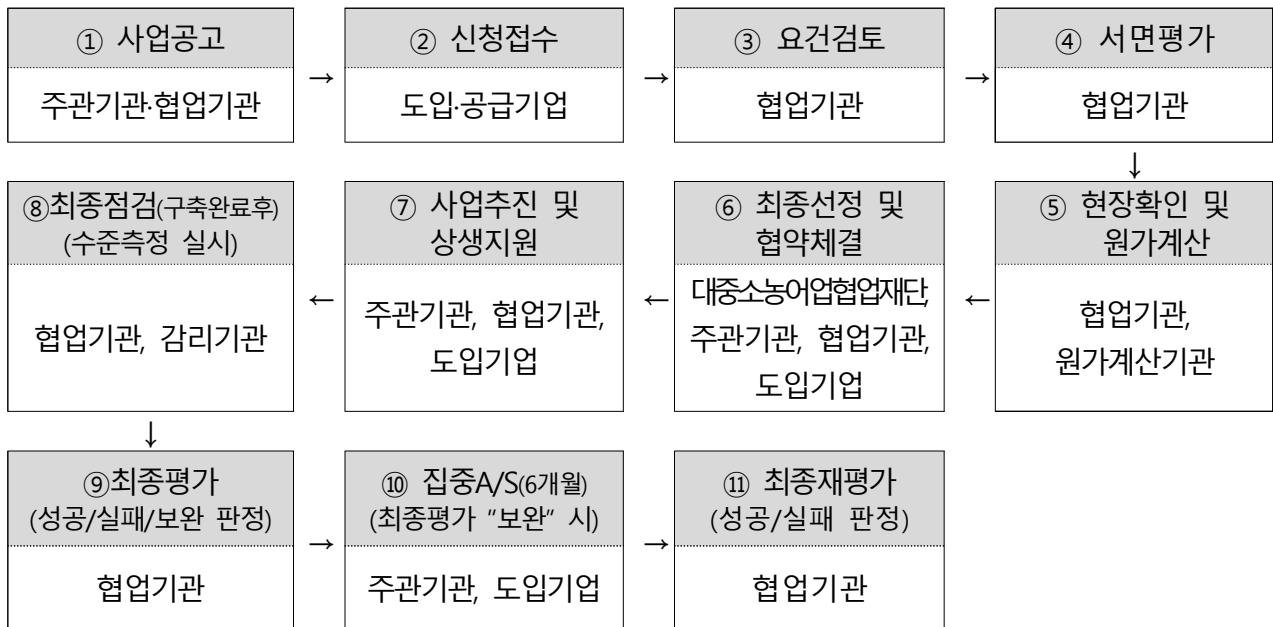 ① 사업공고
주관기관·협업기관
→
② 신청접수
도입·공급기업
→
③ 요건검토
협업기관
→
④ 서면평가
협업기관
↓
⑤ 현장확인 및
원가계산
협업기관,
원가계산기관
←
⑥ 최종선정 및
협약체결
대중소농어업협업재단,
주관기관, 협업기관,
도입기업
←
⑦ 사업추진 및
상생지원
주관기관, 협업기관,
도입기업
←
⑧최종점검(구축완료후)
(수준측정 실시)
협업기관, 감리기관
↓
⑨최종평가
(성공/실패/보완 판정)
협업기관
→
⑩ 집중A/S(6개월)
(최종평가 "보완" 시)
주관기관, 도입기업
→
⑪ 최종재평가
(성공/실패 판정)
협업기관